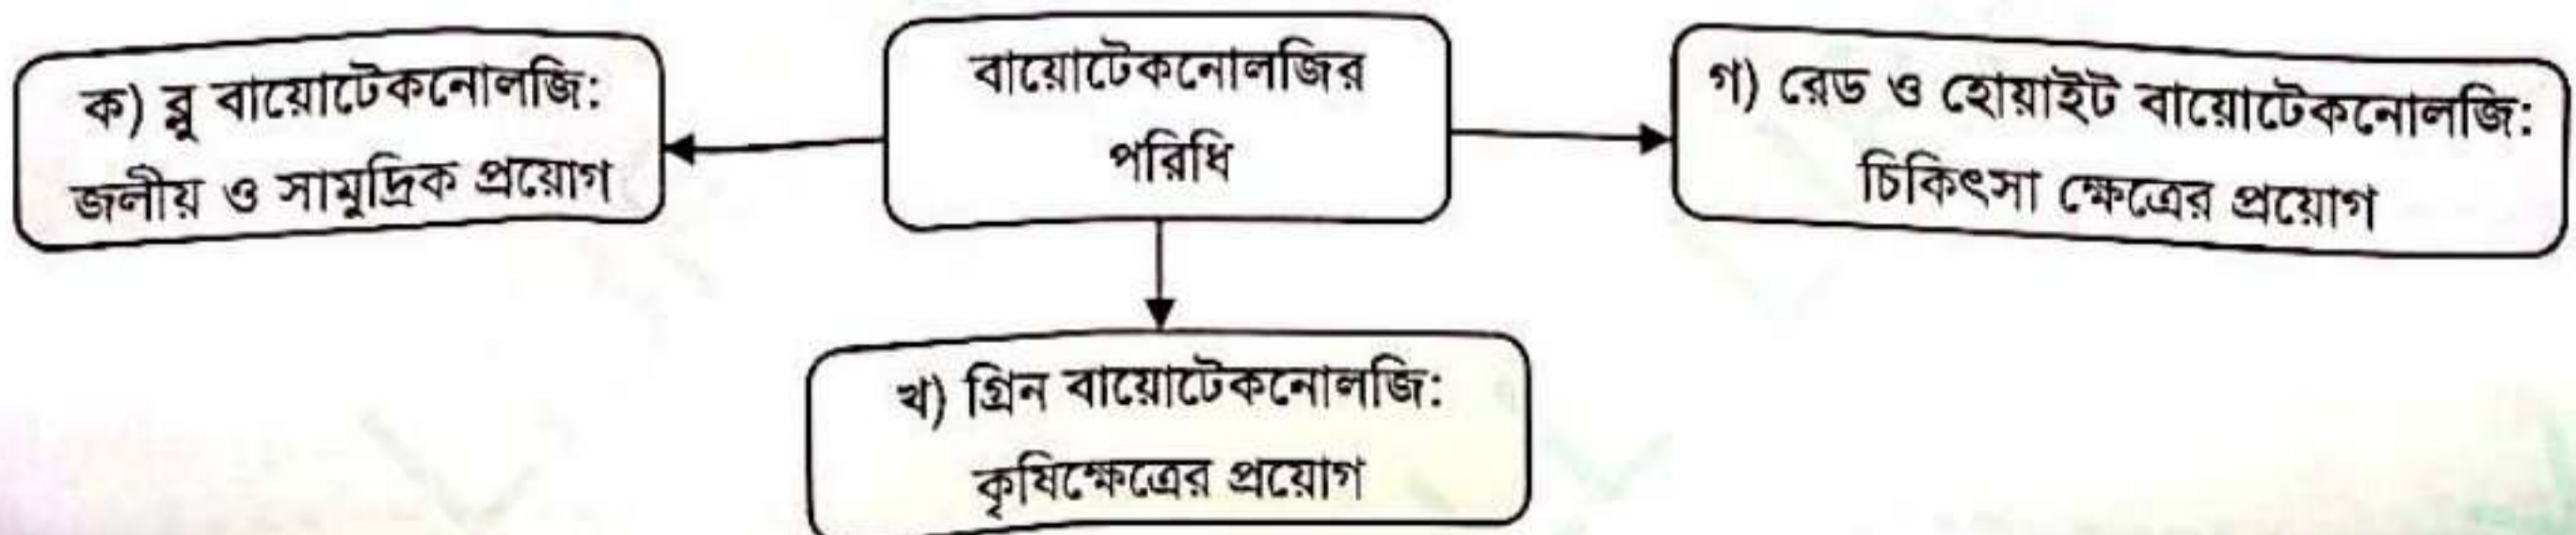 বায়োটেকনোলজির
পরিধি
ক) ব্লু বায়োটেকনোলজি:
জলীয় ও সামুদ্রিক প্রয়োগ
গ) রেড ও হোয়াইট বায়োটেকনোলজি:
চিকিৎসা ক্ষেত্রের প্রয়োগ
খ) গ্রিন বায়োটেকনোলজি:
কৃষিক্ষেত্রের প্রয়োগ